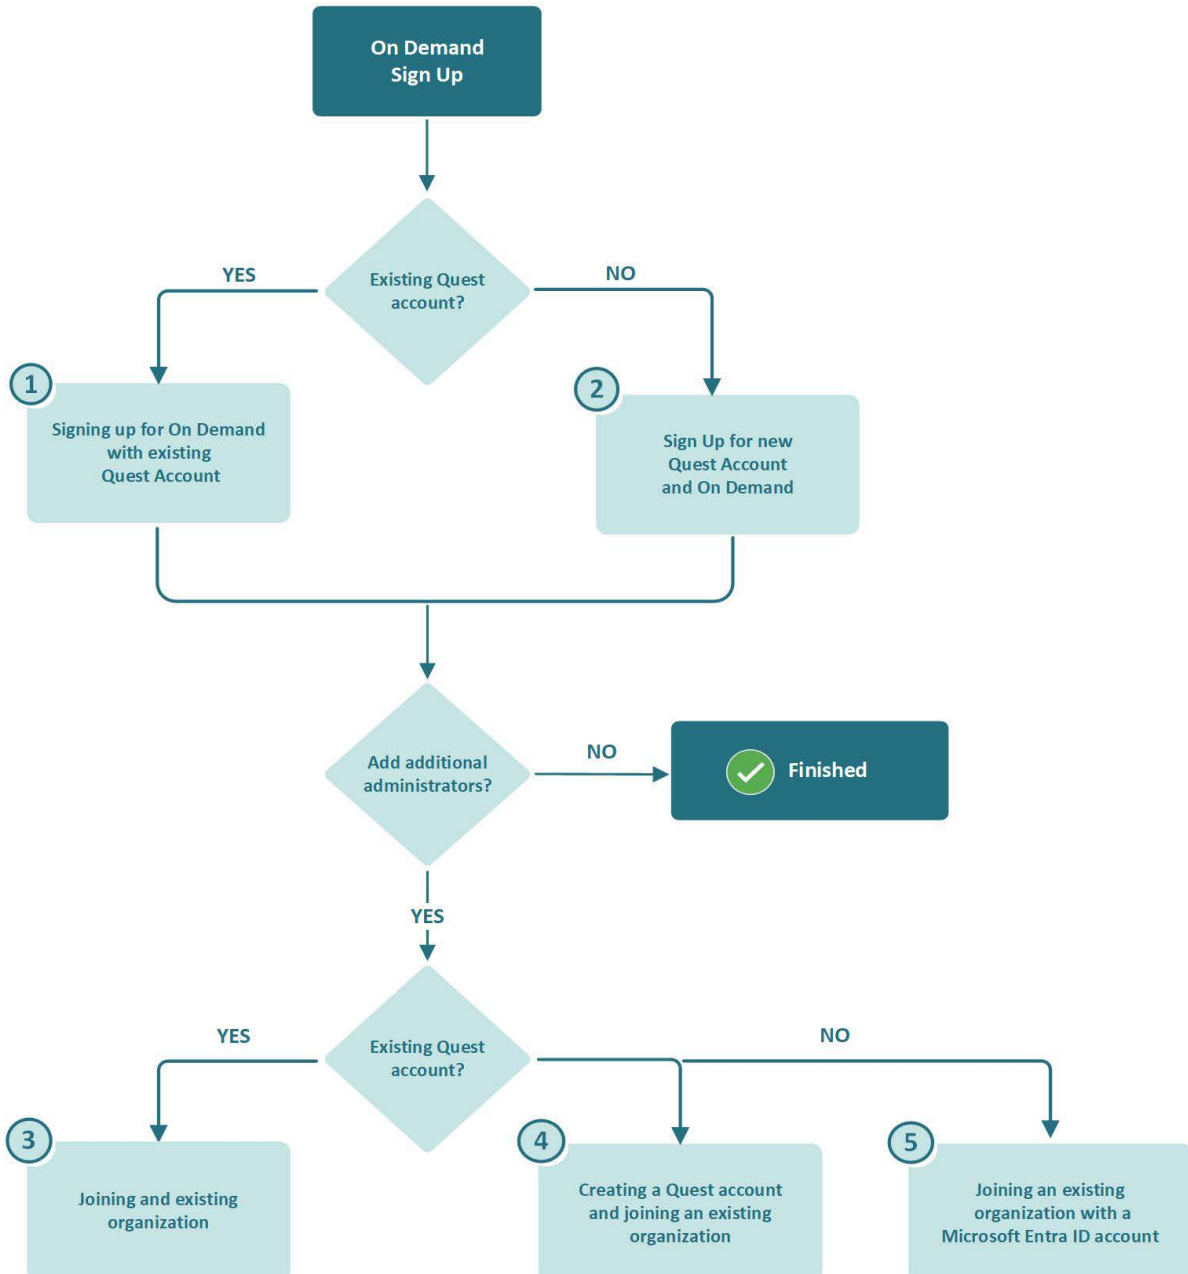 On Demand
Sign Up
Existing Quest
account?
YES
NO
1
Signing up for On Demand
with existing
Quest Account
2
Sign Up for new
Quest Account
and On Demand
Add additional
administrators?
NO
Finished
YES
Existing Quest
account?
YES
NO
3
Joining and existing
organization
4
Creating a Quest account
and joining an existing
organization
5
Joining an existing
organization with a
Microsoft Entra ID account